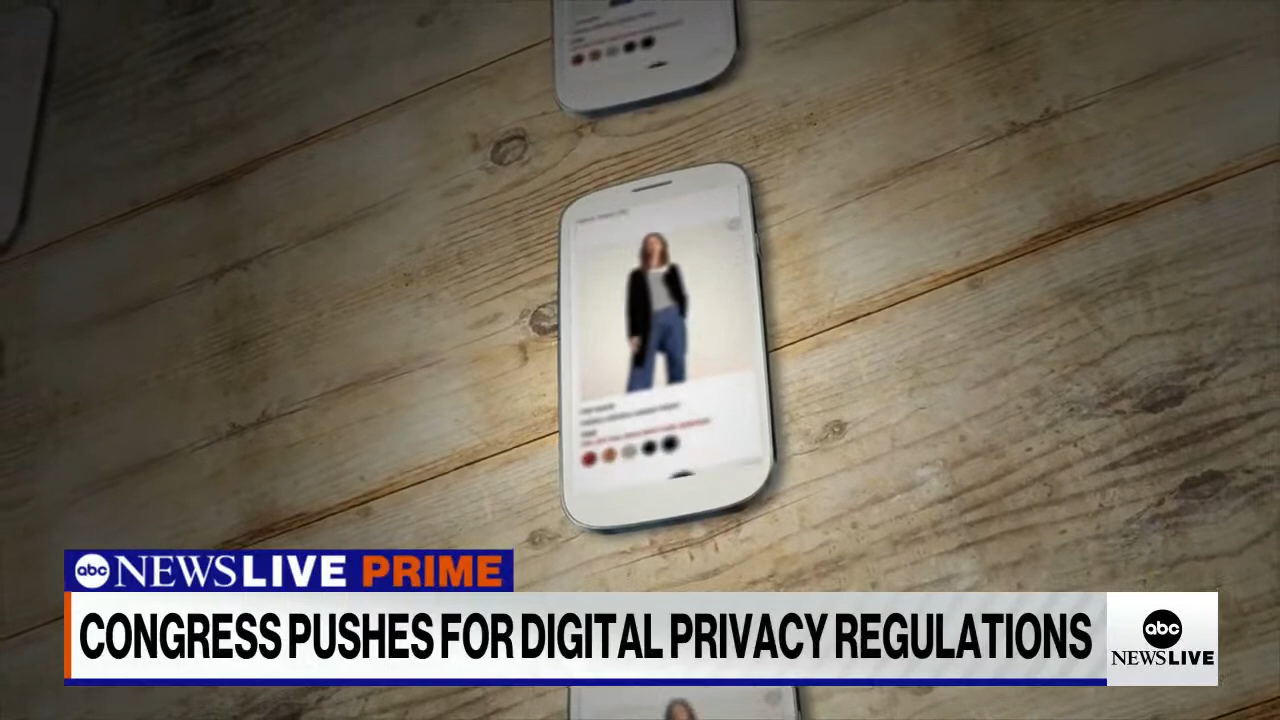 abc NEWS LIVE PRIME
CONGRESS PUSHES FOR DIGITAL PRIVACY REGULATIONS
abc
NEWS LIVE